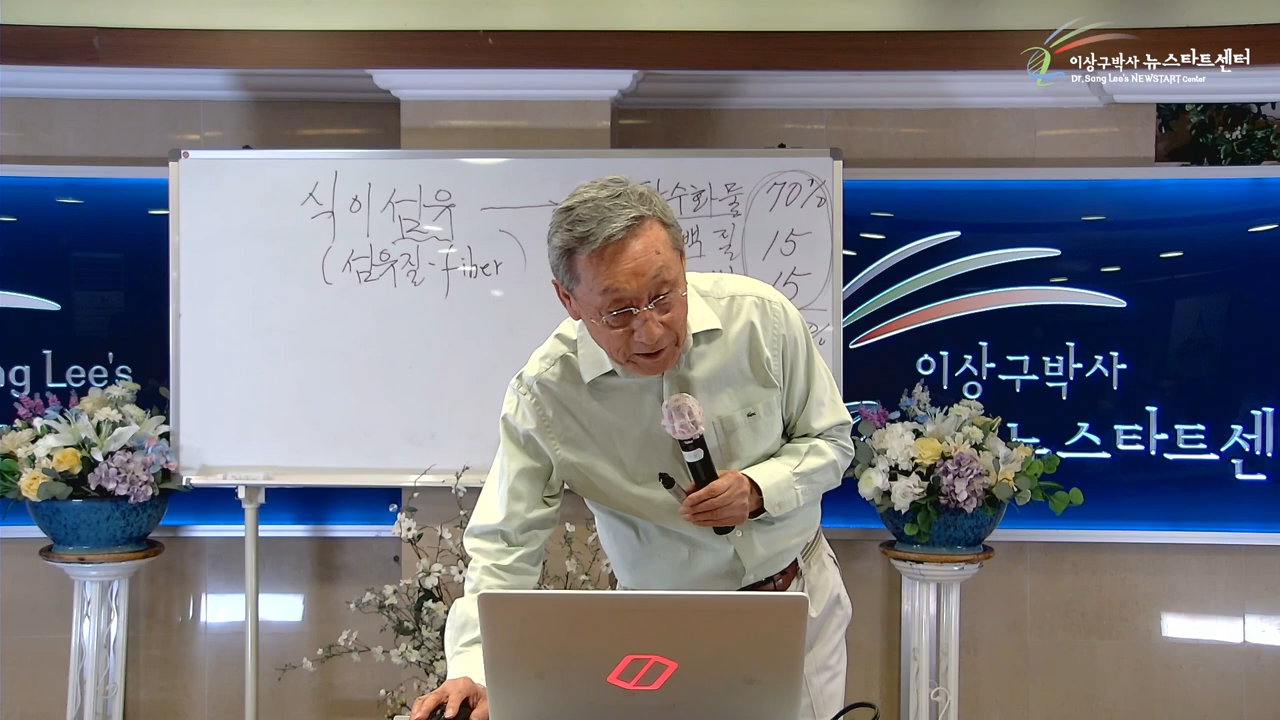 이상구박사 뉴스타트센터
Dr. Sang Lee's NEWSTART Center
식이섬유
(섬유질-fiber)
수화물 70%
백질 15
15
%
ng Lee's
이상구박사
뉴스타트센